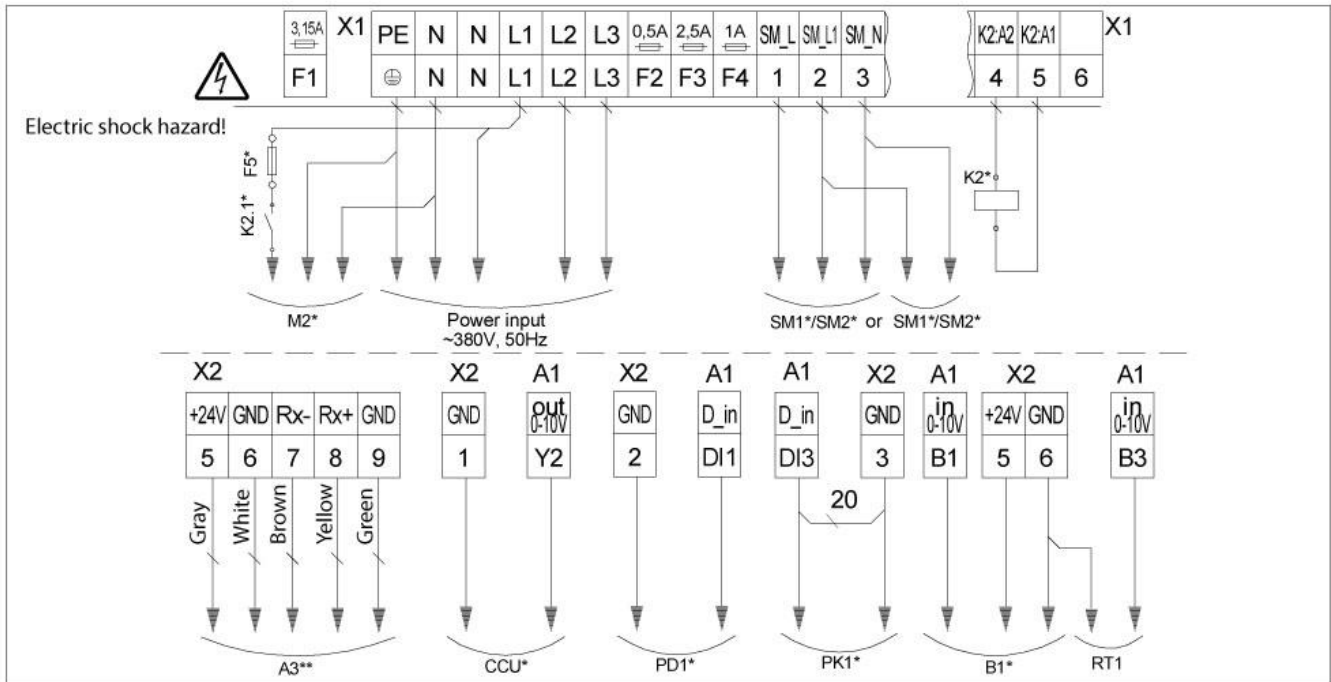 3,15A X1 PE N N L1 L2 L3 0,5A 2,5A 1A SM_L SM_L1 SM_N K2:A2 K2:A1 X1
F1 N N L1 L2 L3 F2 F3 F4 1 2 3 4 5 6
Electric shock hazard!
F5*
K2.1*
K2*
M2*
Power input
~380V, 50Hz
SM1*/SM2* or SM1*/SM2*
X2 X2 A1 X2 A1 A1 X2 A1 X2 A1
+24V GND Rx- Rx+ GND GND out 0-10V GND D_in D_in GND in 0-10V +24V GND in 0-10V
5 6 7 8 9 1 Y2 2 DI1 DI3 3 B1 5 6 B3
Gray White Brown Yellow Green
20
A3** CCU* PD1* PK1* B1* RT1